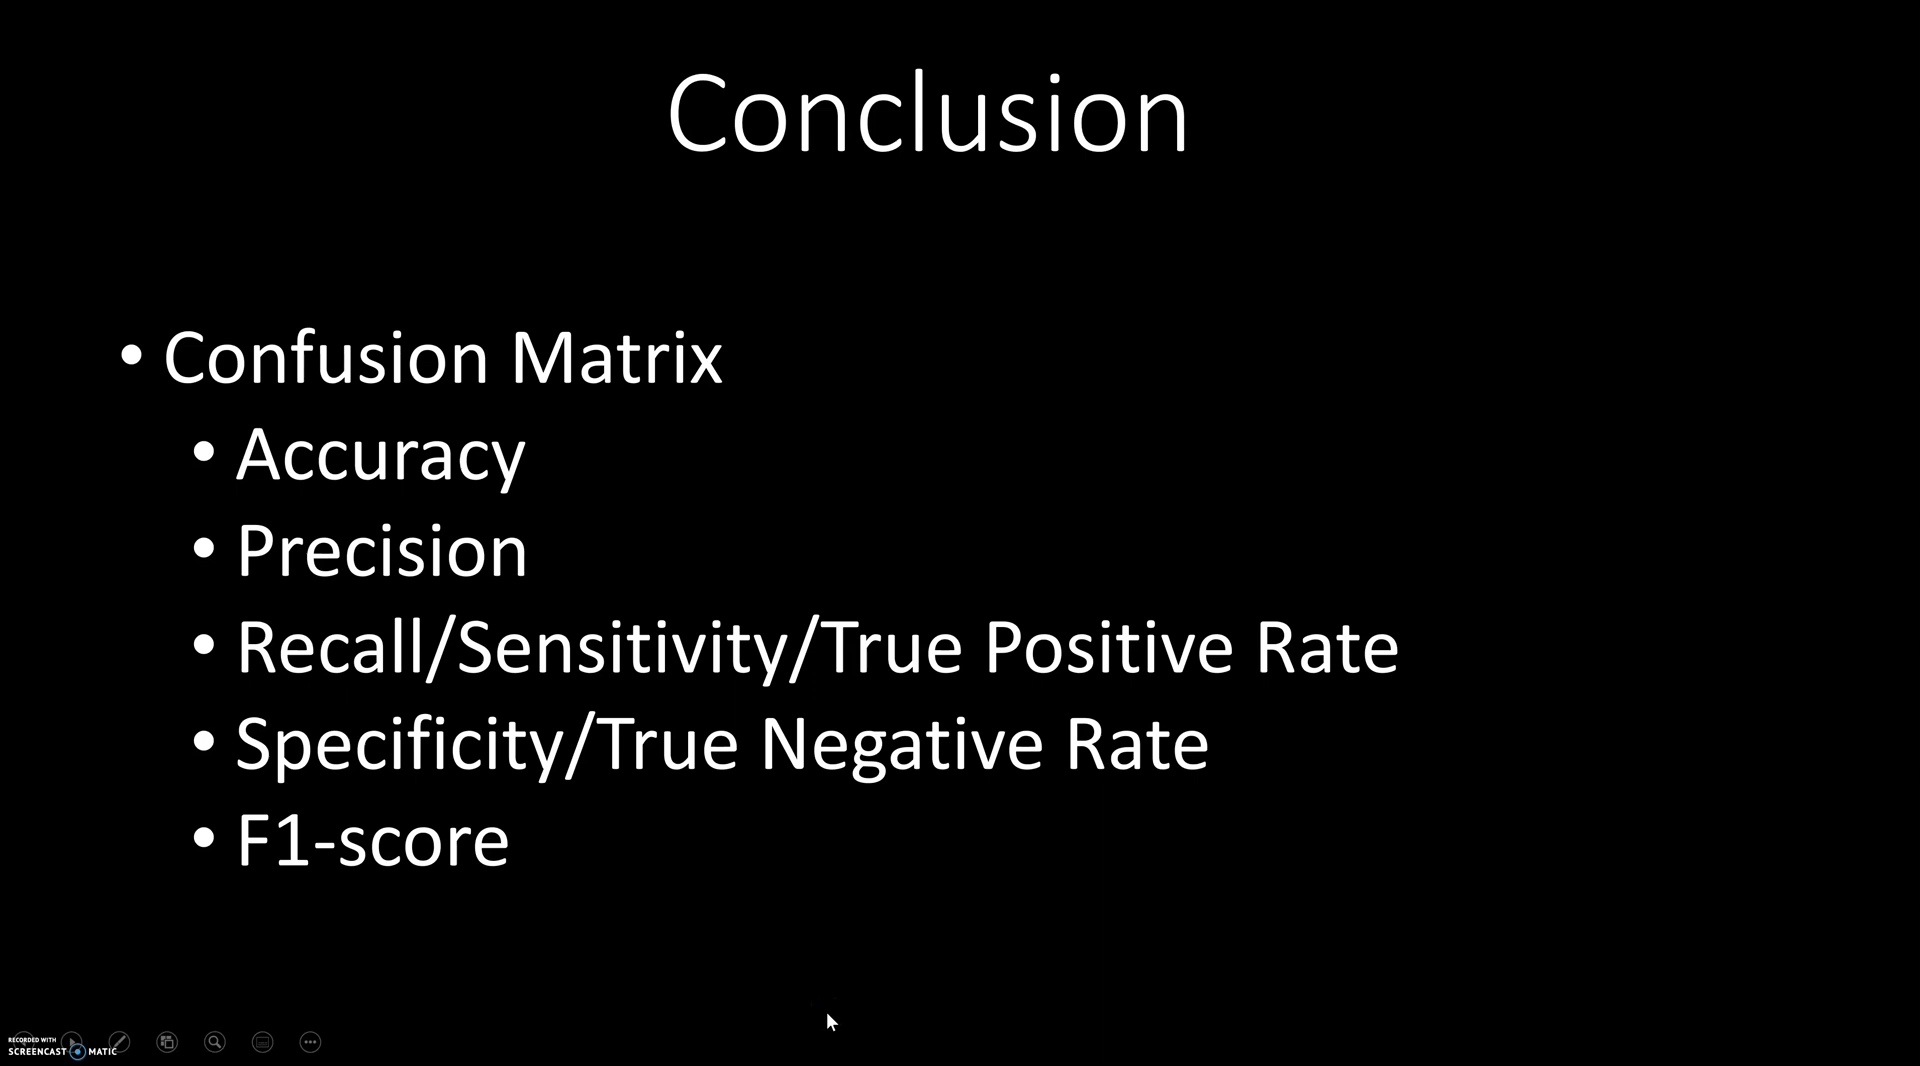 Conclusion
• Confusion Matrix
• Accuracy
• Precision
• Recall/Sensitivity/True Positive Rate
• Specificity/True Negative Rate
• F1-score
RECORDED WITH
SCREENCAST MATIC